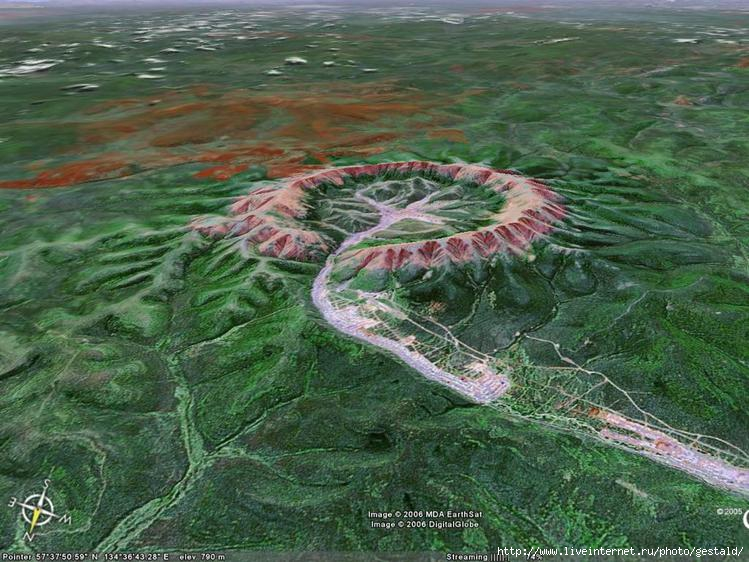 S
E
W
N
Image © 2006 MDA EarthSat
Image © 2006 DigitalGlobe
©2005
Pointer 57°37'50.59" N 134°36'43.28" E elev 790 m
Streaming ||||||
http://www.liveinternet.ru/photo/gestald/